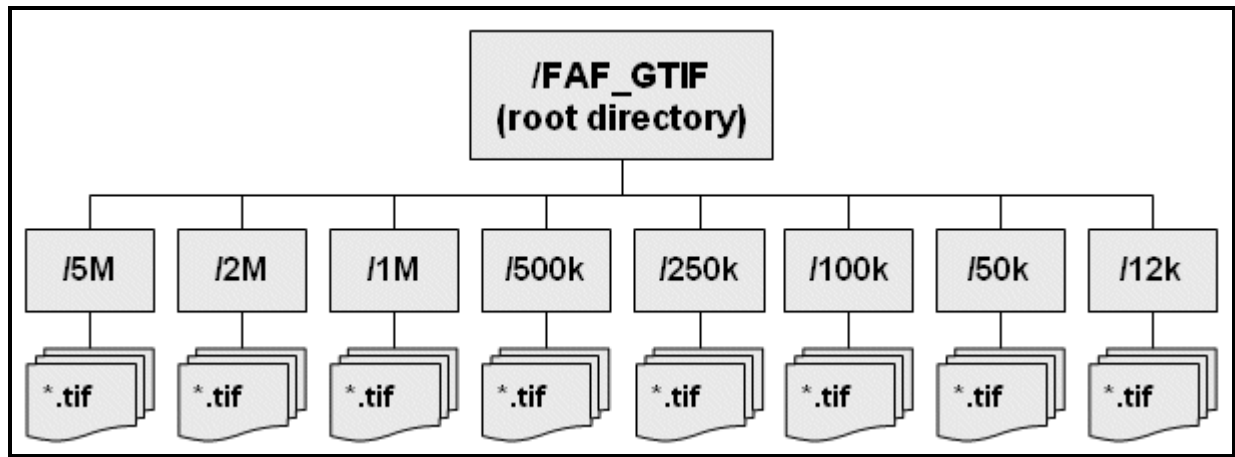 /FAF_GTIF
(root directory)
/5M /2M /1M /500k /250k /100k /50k /12k
*.tif *.tif *.tif *.tif *.tif *.tif *.tif *.tif